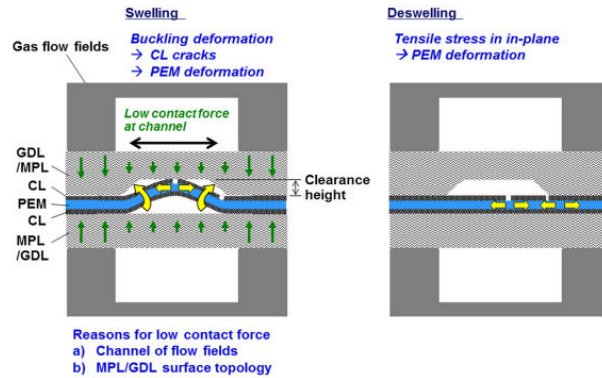 Swelling
Deswelling
Gas flow fields
Buckling deformation
→ CL cracks
→ PEM deformation
Tensile stress in in-plane
→ PEM deformation
Low contact force
at channel
GDL
/MPL
CL
PEM
CL
MPL
/GDL
Clearance
height
Reasons for low contact force
a) Channel of flow fields
b) MPL/GDL surface topology